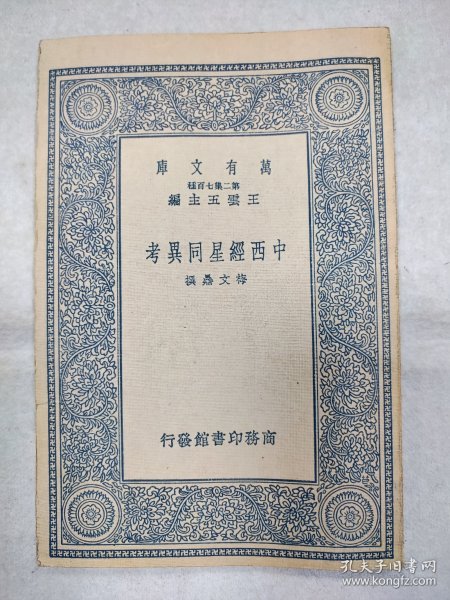 萬有文庫
第二集七百種
王雲五主編
中西經星同異考
梅文鼐撰
商務印書館發行
孔夫子旧书网
www.kongfz.com